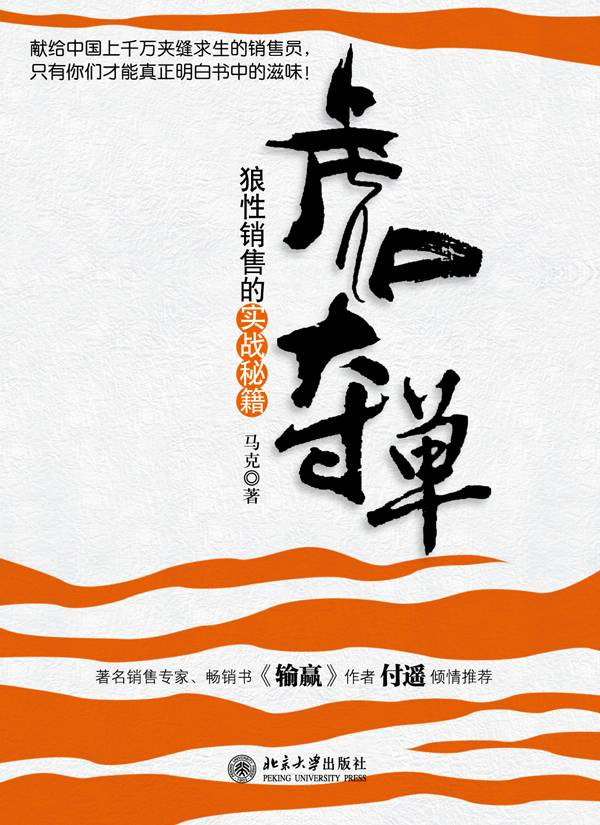 献给中国上千万夹缝求生的销售员，
只有你们才能真正明白书中的滋味！
虎口夺单
狼性销售的实战秘籍
马克◎著
著名销售专家、畅销书《输赢》作者付遥倾情推荐
北京大学出版社
PEKING UNIVERSITY PRESS